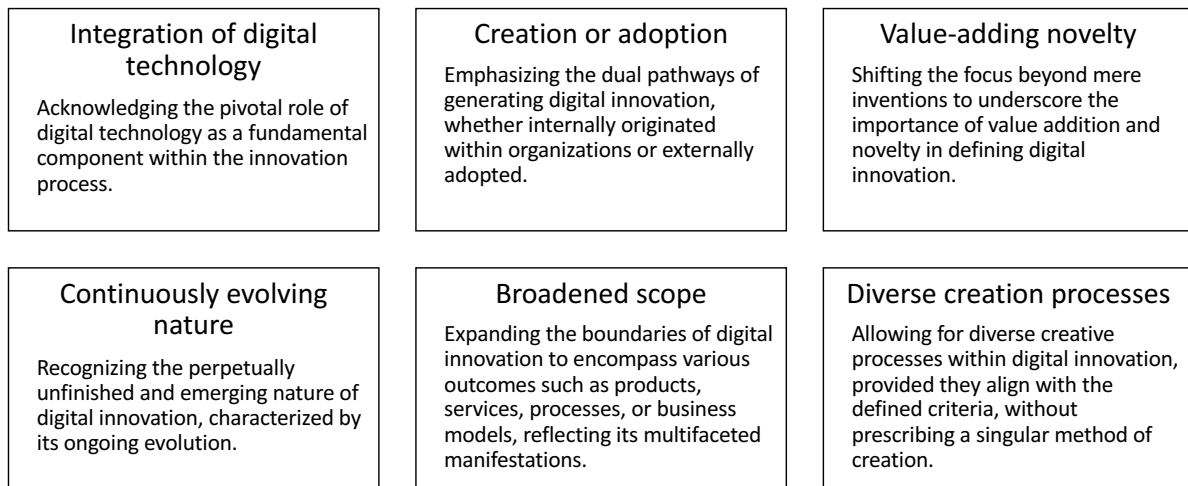 Integration of digital
technology
Acknowledging the pivotal role of
digital technology as a fundamental
component within the innovation
process.
Creation or adoption
Emphasizing the dual pathways of
generating digital innovation,
whether internally originated
within organizations or externally
adopted.
Value-adding novelty
Shifting the focus beyond mere
inventions to underscore the
importance of value addition and
novelty in defining digital
innovation.
Continuously evolving
nature
Recognizing the perpetually
unfinished and emerging nature of
digital innovation, characterized by
its ongoing evolution.
Broadened scope
Expanding the boundaries of digital
innovation to encompass various
outcomes such as products,
services, processes, or business
models, reflecting its multifaceted
manifestations.
Diverse creation processes
Allowing for diverse creative
processes within digital innovation,
provided they align with the
defined criteria, without
prescribing a singular method of
creation.